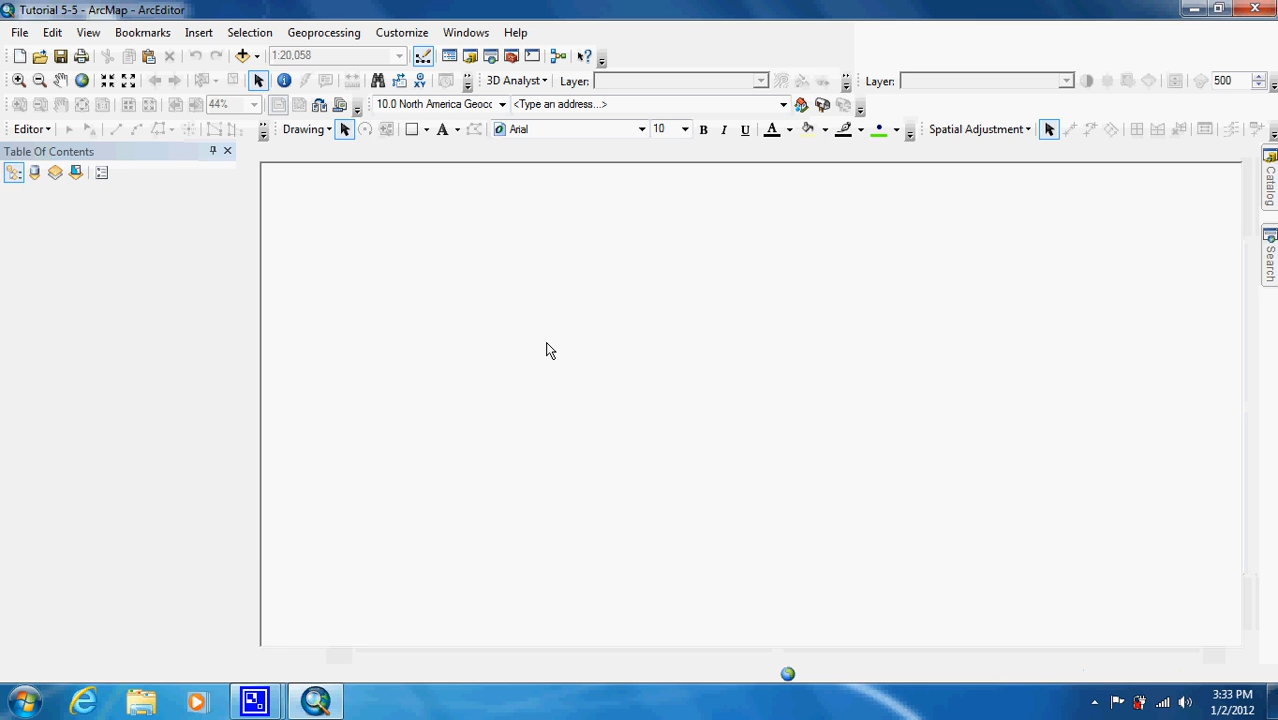 Tutorial 5-5 - ArcMap - ArcEditor
File Edit View Bookmarks Insert Selection Geoprocessing Customize Windows Help
1:20,058
3D Analyst Layer: Layer: 500
44% 10.0 North America Geocc <Type an address...>
Editor Drawing A Arial 10 B I U A Spatial Adjustment
Table Of Contents
Catalog
Search
3:33 PM
1/2/2012